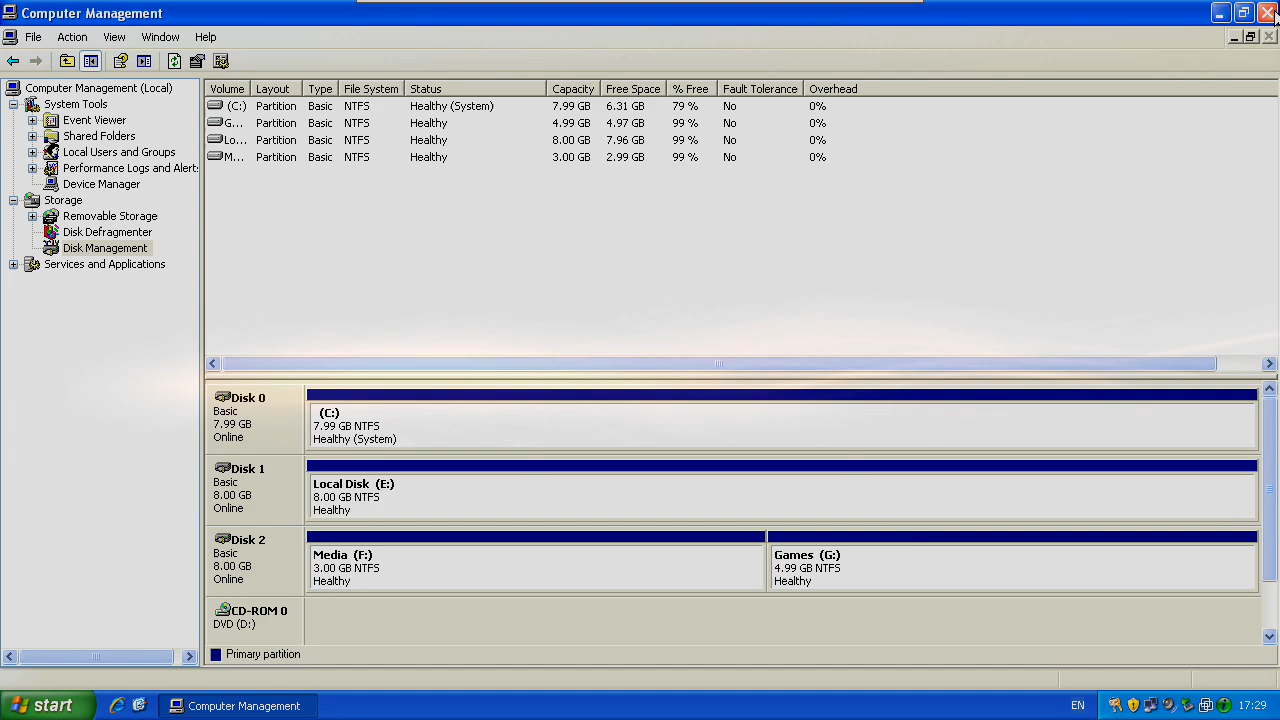 Computer Management
File Action View Window Help
Computer Management (Local)
System Tools
Event Viewer
Shared Folders
Local Users and Groups
Performance Logs and Alerts
Device Manager
Storage
Removable Storage
Disk Defragmenter
Disk Management
Services and Applications
Volume Layout Type File System Status Capacity Free Space % Free Fault Tolerance Overhead
(C:) Partition Basic NTFS Healthy (System) 7.99 GB 6.31 GB 79 % No 0%
G... Partition Basic NTFS Healthy 4.99 GB 4.97 GB 99 % No 0%
Lo... Partition Basic NTFS Healthy 8.00 GB 7.96 GB 99 % No 0%
M... Partition Basic NTFS Healthy 3.00 GB 2.99 GB 99 % No 0%
Disk 0
Basic
7.99 GB
Online
(C:)
7.99 GB NTFS
Healthy (System)
Disk 1
Basic
8.00 GB
Online
Local Disk (E:)
8.00 GB NTFS
Healthy
Disk 2
Basic
8.00 GB
Online
Media (F:)
3.00 GB NTFS
Healthy
Games (G:)
4.99 GB NTFS
Healthy
CD-ROM 0
DVD (D:)
Primary partition
start Computer Management EN 17:29